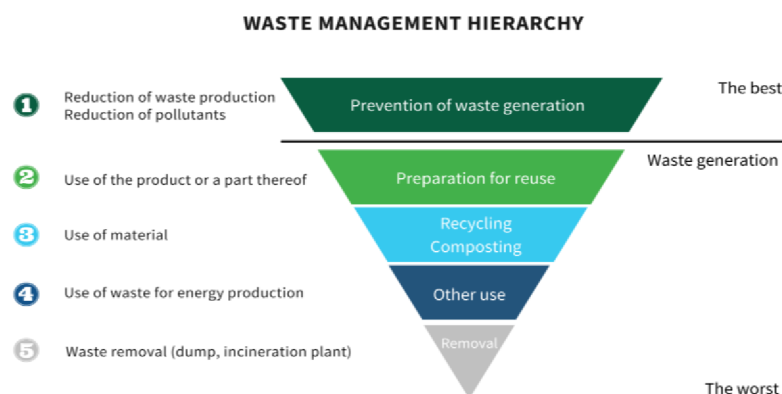 WASTE MANAGEMENT HIERARCHY
The best
1
Reduction of waste production
Reduction of pollutants
Prevention of waste generation
Waste generation
2
Use of the product or a part thereof
Preparation for reuse
3
Use of material
Recycling
Composting
4
Use of waste for energy production
Other use
5
Waste removal (dump, incineration plant)
Removal
The worst